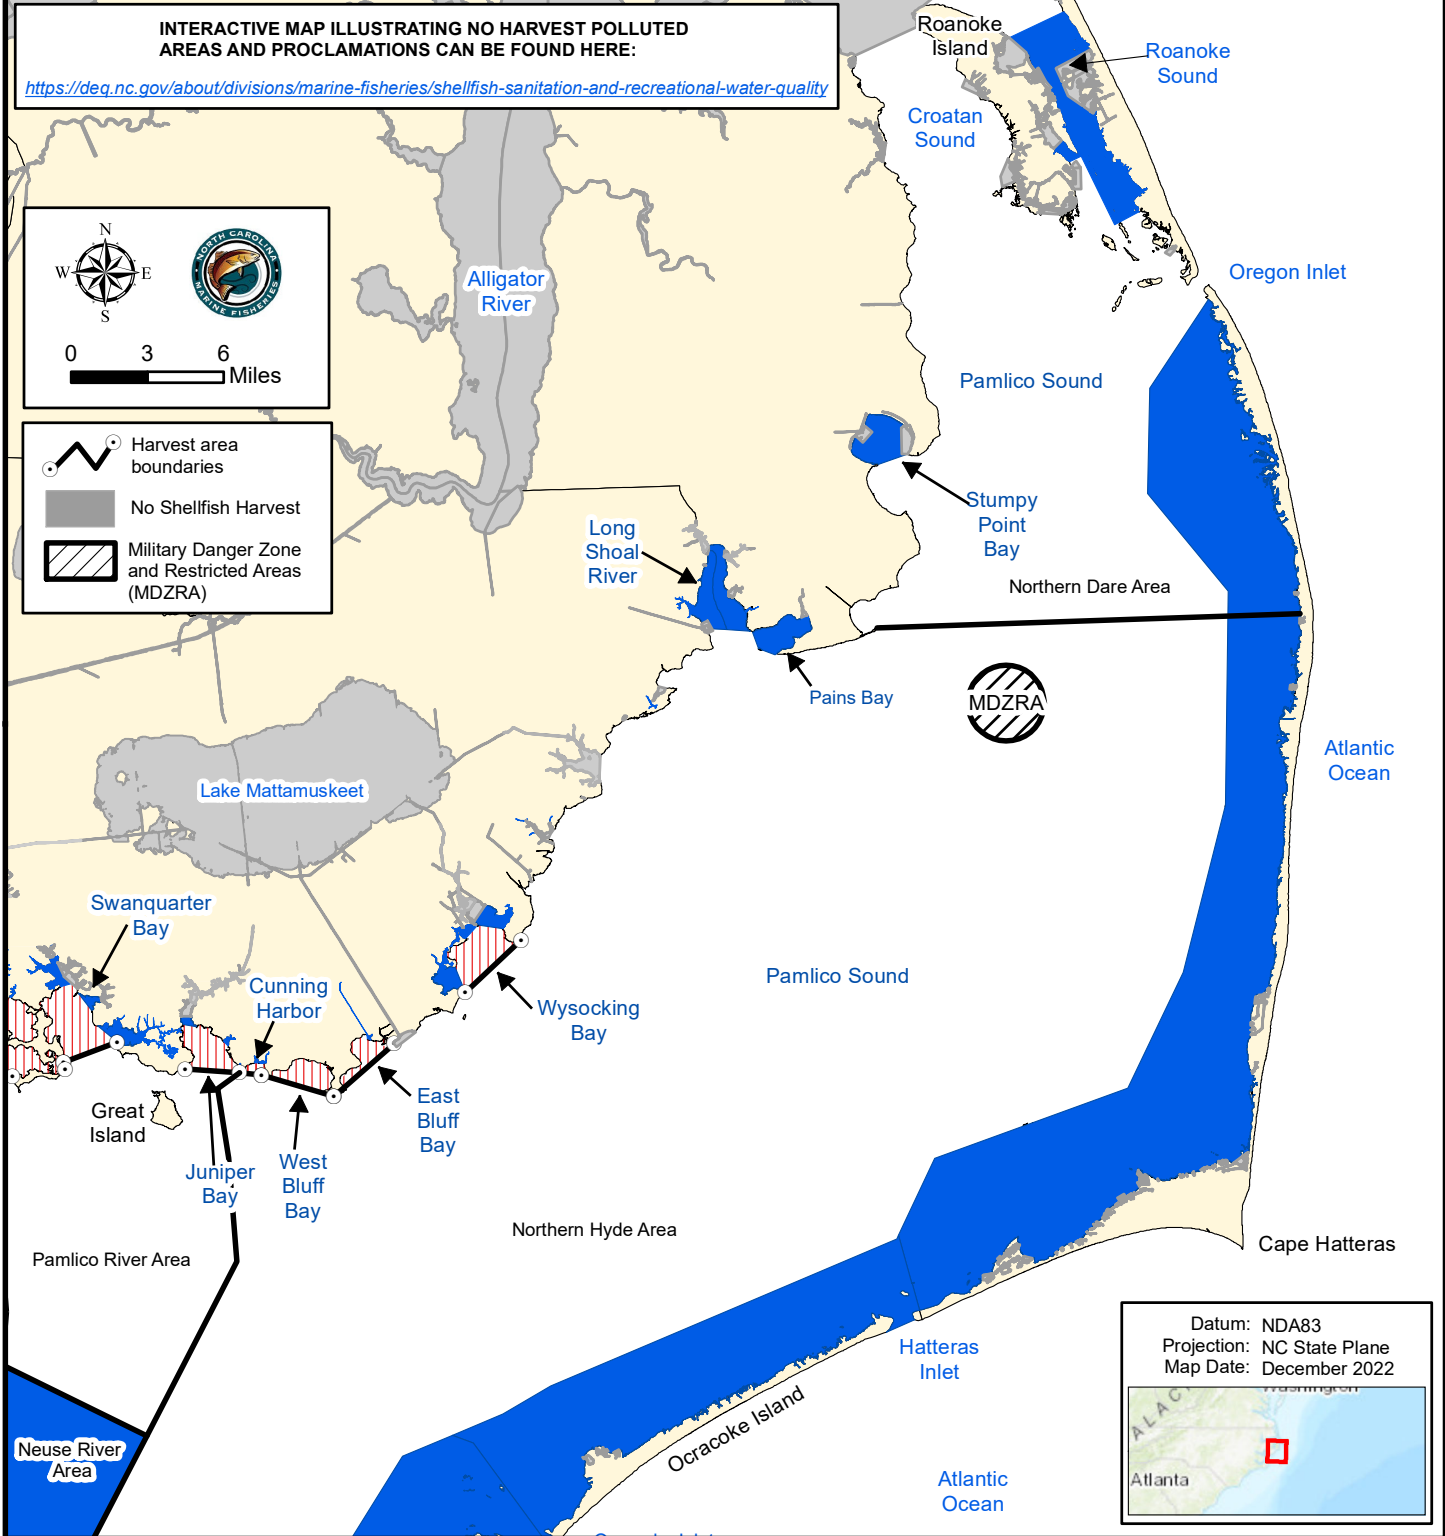 INTERACTIVE MAP ILLUSTRATING NO HARVEST POLLUTED
AREAS AND PROCLAMATIONS CAN BE FOUND HERE:
https://deq.nc.gov/about/divisions/marine-fisheries/shellfish-sanitation-and-recreational-water-quality
Roanoke
Island
Roanoke
Sound
Croatan
Sound
N
W
E
S
NORTH CAROLINA
MARINE FISHERIES
0 3 6
Miles
Alligator
River
Oregon Inlet
Pamlico Sound
Harvest area
boundaries
No Shellfish Harvest
Military Danger Zone
and Restricted Areas
(MDZRA)
Stumpy
Point
Bay
Long
Shoal
River
Northern Dare Area
Pains Bay
MDZRA
Atlantic
Ocean
Lake Mattamuskeet
Swanquarter
Bay
Cunning
Harbor
Pamlico Sound
Wysocking
Bay
East
Bluff
Bay
Great
Island
Juniper
Bay
West
Bluff
Bay
Northern Hyde Area
Pamlico River Area
Cape Hatteras
Hatteras
Inlet
Ocracoke Island
Neuse River
Area
Atlantic
Ocean
Datum: NDA83
Projection: NC State Plane
Map Date: December 2022
Washington
Atlanta